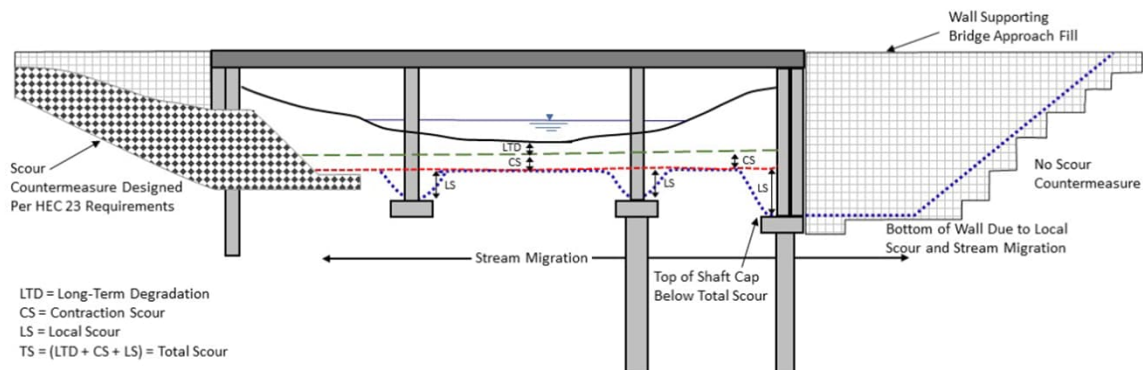 Wall Supporting
Bridge Approach Fill
LTD
CS
CS
LS
LS
LS
Scour
Countermeasure Designed
Per HEC 23 Requirements
No Scour
Countermeasure
Bottom of Wall Due to Local
Scour and Stream Migration
Stream Migration
Top of Shaft Cap
Below Total Scour
LTD = Long-Term Degradation
CS = Contraction Scour
LS = Local Scour
TS = (LTD + CS + LS) = Total Scour